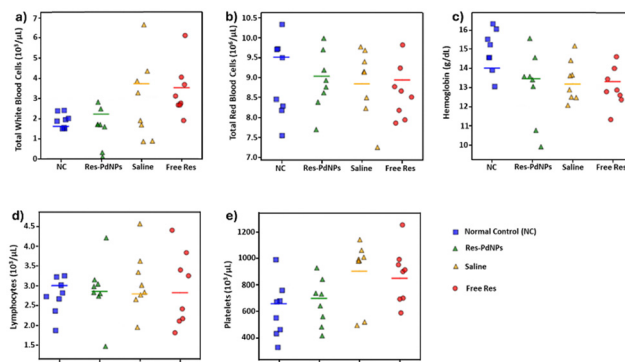 a)
Total White Blood Cells (10³/µL)
7
6
5
4
3
2
1
0
NC
Res-PdNPs
Saline
Free Res
b)
Total Red Blood Cells (10⁶/µL)
10.5
10.0
9.5
9.0
8.5
8.0
7.5
7.0
NC
Res-PdNPs
Saline
Free Res
c)
Hemoglobin (g/dL)
16
15
14
13
12
11
10
NC
Res-PdNPs
Saline
Free Res
d)
Lymphocytes (10³/µL)
4.5
4.0
3.5
3.0
2.5
2.0
1.5
e)
Platelets (10³/µL)
1200
1000
800
600
400
Normal Control (NC)
Res-PdNPs
Saline
Free Res